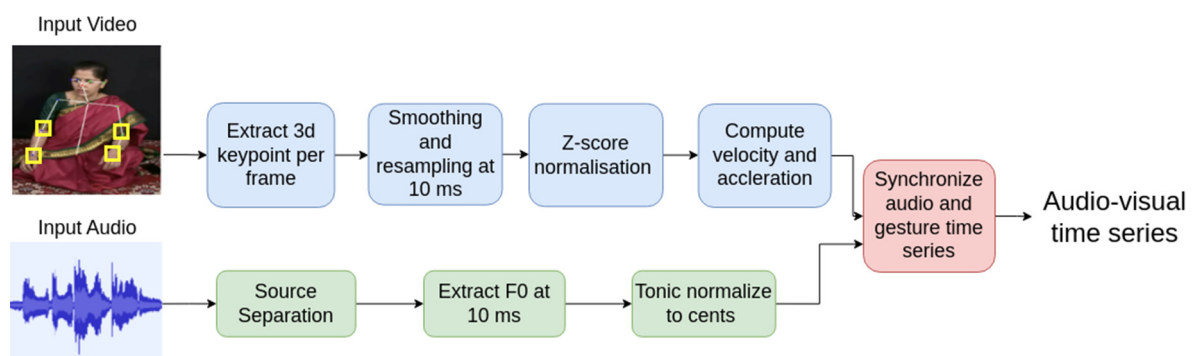 Input Video
Extract 3d
keypoint per
frame
Smoothing
and
resampling at
10 ms
Z-score
normalisation
Compute
velocity and
accleration
Synchronize
audio and
gesture time
series
Audio-visual
time series
Input Audio
Source
Separation
Extract F0 at
10 ms
Tonic normalize
to cents